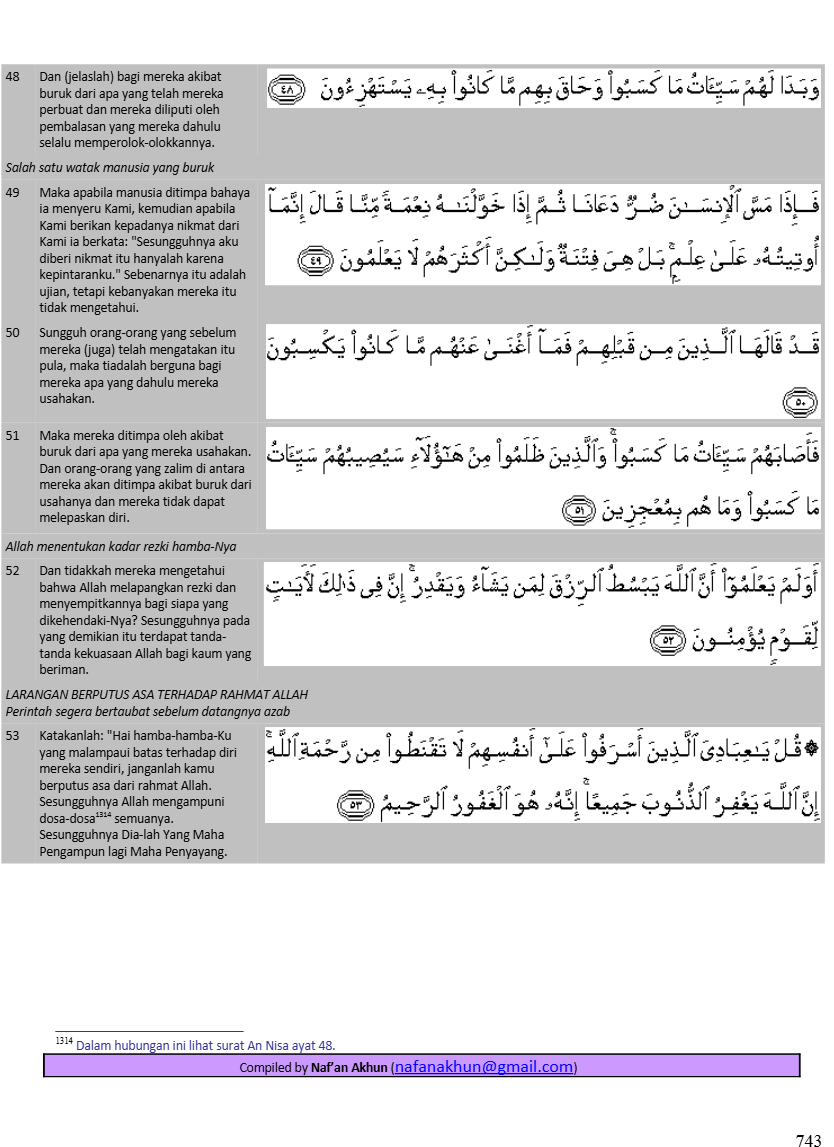 48 Dan (jelaslah) bagi mereka akibat
buruk dari apa yang telah mereka
perbuat dan mereka diliputi oleh
pembalasan yang mereka dahulu
selalu memperolok-olokkannya.
وَبَدَا لَهُمْ سَيِّـَٔاتُ مَا كَسَبُوا۟ وَحَاقَ بِهِم مَّا كَانُوا۟ بِهِۦ يَسْتَهْزِءُونَ ٤٨
Salah satu watak manusia yang buruk
49 Maka apabila manusia ditimpa bahaya
ia menyeru Kami, kemudian apabila
Kami berikan kepadanya nikmat dari
Kami ia berkata: "Sesungguhnya aku
diberi nikmat itu hanyalah karena
kepintaranku." Sebenarnya itu adalah
ujian, tetapi kebanyakan mereka itu
tidak mengetahui.
فَإِذَا مَسَّ ٱلْإِنسَـٰنَ ضُرٌّ دَعَانَا ثُمَّ إِذَا خَوَّلْنَـٰهُ نِعْمَةً مِّنَّا قَالَ إِنَّمَآ
أُوتِيتُهُۥ عَلَىٰ عِلْمٍۭ ۚ بَلْ هِىَ فِتْنَةٌ وَلَـٰكِنَّ أَكْثَرَهُمْ لَا يَعْلَمُونَ ٤٩
50 Sungguh orang-orang yang sebelum
mereka (juga) telah mengatakan itu
pula, maka tiadalah berguna bagi
mereka apa yang dahulu mereka
usahakan.
قَدْ قَالَهَا ٱلَّذِينَ مِن قَبْلِهِمْ فَمَآ أَغْنَىٰ عَنْهُم مَّا كَانُوا۟ يَكْسِبُونَ
٥٠
51 Maka mereka ditimpa oleh akibat
buruk dari apa yang mereka usahakan.
Dan orang-orang yang zalim di antara
mereka akan ditimpa akibat buruk dari
usahanya dan mereka tidak dapat
melepaskan diri.
فَأَصَابَهُمْ سَيِّـَٔاتُ مَا كَسَبُوا۟ ۚ وَٱلَّذِينَ ظَلَمُوا۟ مِنْ هَـٰٓؤُلَآءِ سَيُصِيبُهُمْ سَيِّـَٔاتُ
مَا كَسَبُوا۟ وَمَا هُم بِمُعْجِزِينَ ٥١
Allah menentukan kadar rezki hamba-Nya
52 Dan tidakkah mereka mengetahui
bahwa Allah melapangkan rezki dan
menyempitkannya bagi siapa yang
dikehendaki-Nya? Sesungguhnya pada
yang demikian itu terdapat tanda-
tanda kekuasaan Allah bagi kaum yang
beriman.
أَوَلَمْ يَعْلَمُوٓا۟ أَنَّ ٱللَّهَ يَبْسُطُ ٱلرِّزْقَ لِمَن يَشَآءُ وَيَقْدِرُ ۚ إِنَّ فِى ذَٰلِكَ لَـَٔايَـٰتٍ
لِّقَوْمٍ يُؤْمِنُونَ ٥٢
LARANGAN BERPUTUS ASA TERHADAP RAHMAT ALLAH
Perintah segera bertaubat sebelum datangnya azab
53 Katakanlah: "Hai hamba-hamba-Ku
yang malampaui batas terhadap diri
mereka sendiri, janganlah kamu
berputus asa dari rahmat Allah.
Sesungguhnya Allah mengampuni
dosa-dosa¹³¹⁴ semuanya.
Sesungguhnya Dia-lah Yang Maha
Pengampun lagi Maha Penyayang.
۞ قُلْ يَـٰعِبَادِىَ ٱلَّذِينَ أَسْرَفُوا۟ عَلَىٰٓ أَنفُسِهِمْ لَا تَقْنَطُوا۟ مِن رَّحْمَةِ ٱللَّهِ ۚ
إِنَّ ٱللَّهَ يَغْفِرُ ٱلذُّنُوبَ جَمِيعًا ۚ إِنَّهُۥ هُوَ ٱلْغَفُورُ ٱلرَّحِيمُ ٥٣
¹³¹⁴ Dalam hubungan ini lihat surat An Nisa ayat 48.
Compiled by Naf'an Akhun (nafanakhun@gmail.com)
743